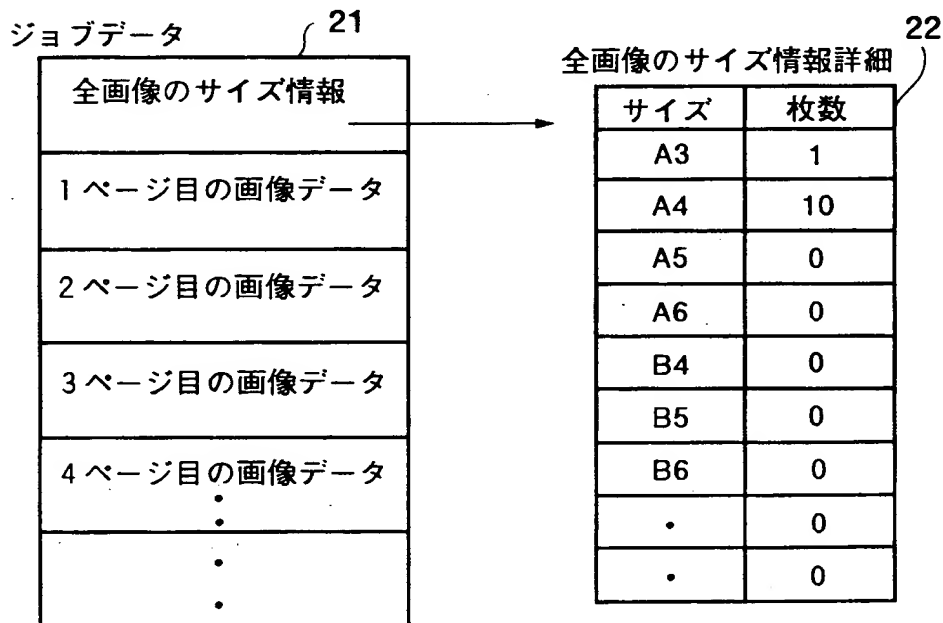 ジョブデータ
21
全画像のサイズ情報
1ページ目の画像データ
2ページ目の画像データ
3ページ目の画像データ
4ページ目の画像データ
22
全画像のサイズ情報詳細
サイズ 枚数
A3 1
A4 10
A5 0
A6 0
B4 0
B5 0
B6 0
・ 0
・ 0